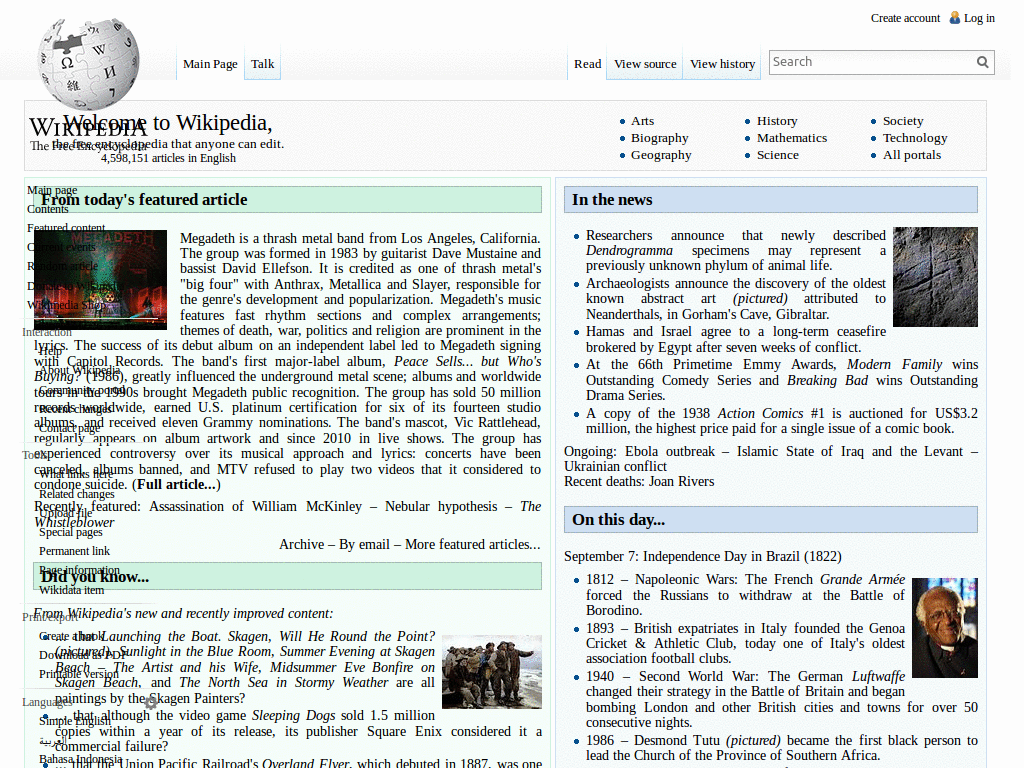 Create account Log in
Main Page Talk Read View source View history Search
WIKIPEDIA
The Free Encyclopedia
Welcome to Wikipedia,
the free encyclopedia that anyone can edit.
4,598,151 articles in English
Arts
Biography
Geography
History
Mathematics
Science
Society
Technology
All portals
Main page
Contents
Featured content
Current events
Random article
Wikimedia Shop
Interaction
Help
About Wikipedia
Community portal
Recent changes
Contact page
Tools
What links here
Related changes
Upload file
Special pages
Permanent link
Page information
Wikidata item
Print/export
Create a book
Download as PDF
Printable version
Languages
Simple English
العربية
Bahasa Indonesia
From today's featured article
MEGADETH
Megadeth is a thrash metal band from Los Angeles, California.
The group was formed in 1983 by guitarist Dave Mustaine and
bassist David Ellefson. It is credited as one of thrash metal's
"big four" with Anthrax, Metallica and Slayer, responsible for
the genre's development and popularization. Megadeth's music
features fast rhythm sections and complex arrangements;
themes of death, war, politics and religion are prominent in the
lyrics. The success of its debut album on an independent label led to Megadeth signing
with Capitol Records. The band's first major-label album, Peace Sells... but Who's
Buying? (1986), greatly influenced the underground metal scene; albums and worldwide
tours in the 1990s brought Megadeth public recognition. The group has sold 50 million
records worldwide, earned U.S. platinum certification for six of its fourteen studio
albums, and received eleven Grammy nominations. The band's mascot, Vic Rattlehead,
regularly appears on album artwork and since 2010 in live shows. The group has
experienced controversy over its musical approach and lyrics: concerts have been
canceled, albums banned, and MTV refused to play two videos that it considered to
condone suicide. (Full article...)
Recently featured: Assassination of William McKinley – Nebular hypothesis – The
Whistleblower
Archive – By email – More featured articles...
Did you know...
From Wikipedia's new and recently improved content:
... that Launching the Boat. Skagen, Will He Round the Point?
(pictured), Sunlight in the Blue Room, Summer Evening at Skagen
Beach – The Artist and his Wife, Midsummer Eve Bonfire on
Skagen Beach, and The North Sea in Stormy Weather are all
paintings by the Skagen Painters?
... that although the video game Sleeping Dogs sold 1.5 million
copies within a year of its release, its publisher Square Enix considered it a
commercial failure?
... that the Union Pacific Railroad's Overland Flyer, which debuted in 1887, was one
In the news
Researchers announce that newly described
Dendrogramma specimens may represent a
previously unknown phylum of animal life.
Archaeologists announce the discovery of the oldest
known abstract art (pictured) attributed to
Neanderthals, in Gorham's Cave, Gibraltar.
Hamas and Israel agree to a long-term ceasefire
brokered by Egypt after seven weeks of conflict.
At the 66th Primetime Emmy Awards, Modern Family wins
Outstanding Comedy Series and Breaking Bad wins Outstanding
Drama Series.
A copy of the 1938 Action Comics #1 is auctioned for US$3.2
million, the highest price paid for a single issue of a comic book.
Ongoing: Ebola outbreak – Islamic State of Iraq and the Levant –
Ukrainian conflict
Recent deaths: Joan Rivers
On this day...
September 7: Independence Day in Brazil (1822)
1812 – Napoleonic Wars: The French Grande Armée
forced the Russians to withdraw at the Battle of
Borodino.
1893 – British expatriates in Italy founded the Genoa
Cricket & Athletic Club, today one of Italy's oldest
association football clubs.
1940 – Second World War: The German Luftwaffe
changed their strategy in the Battle of Britain and began
bombing London and other British cities and towns for over 50
consecutive nights.
1986 – Desmond Tutu (pictured) became the first black person to
lead the Church of the Province of Southern Africa.